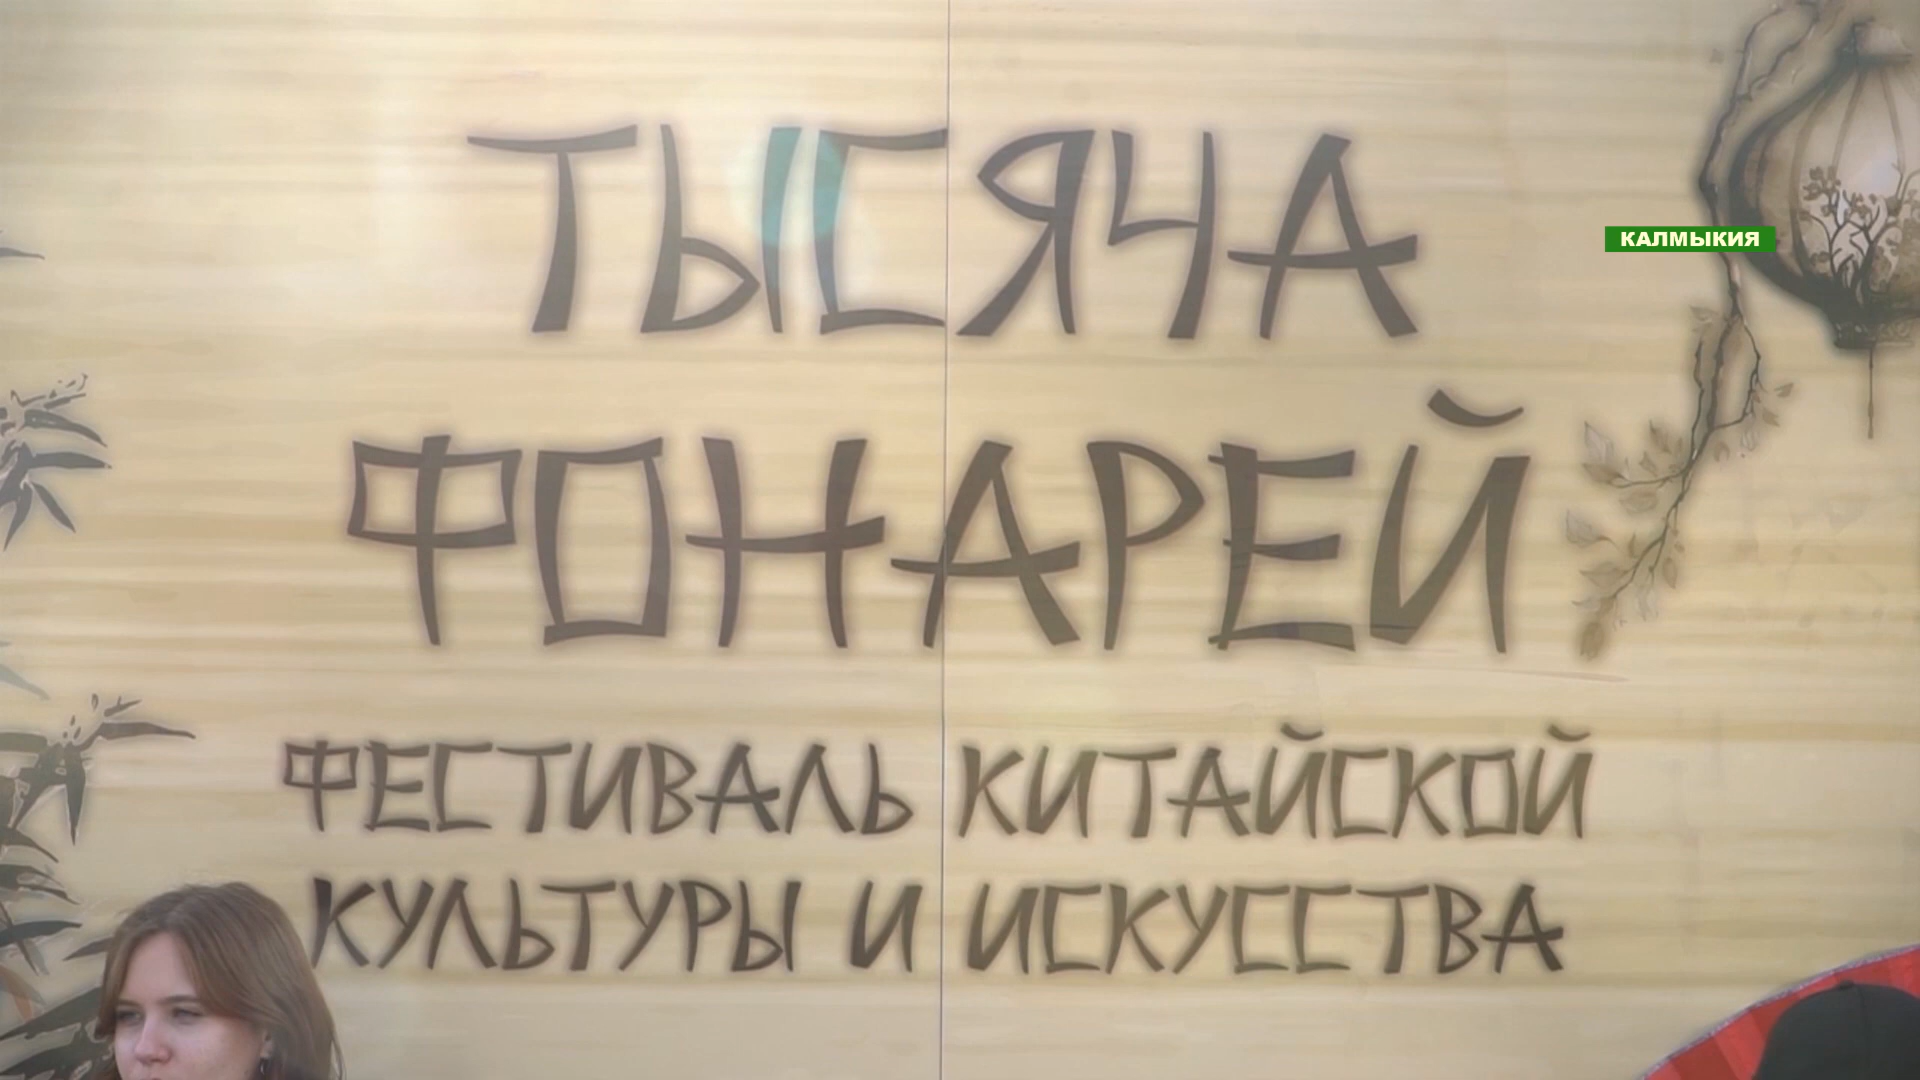 ТЫСЯЧА
КАЛМЫКИЯ
ФОНАРЕЙ
ФЕСТИВАЛЬ КИТАЙСКОЙ
КУЛЬТУРЫ И ИСКУССТВА